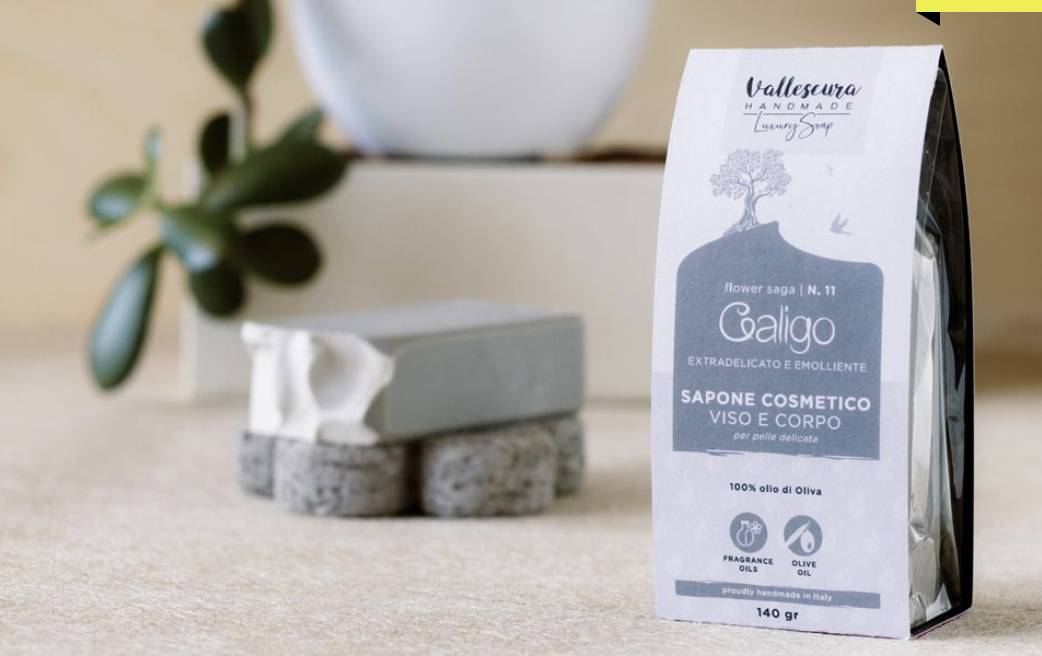 Vallescura
HANDMADE
Luxury Soap
flower saga | N. 11
Caligo
EXTRADELICATO E EMOLLIENTE
SAPONE COSMETICO
VISO E CORPO
per pelle delicata
100% olio di Oliva
FRAGRANCE OILS
OLIVE OIL
proudly handmade in Italy
140 gr